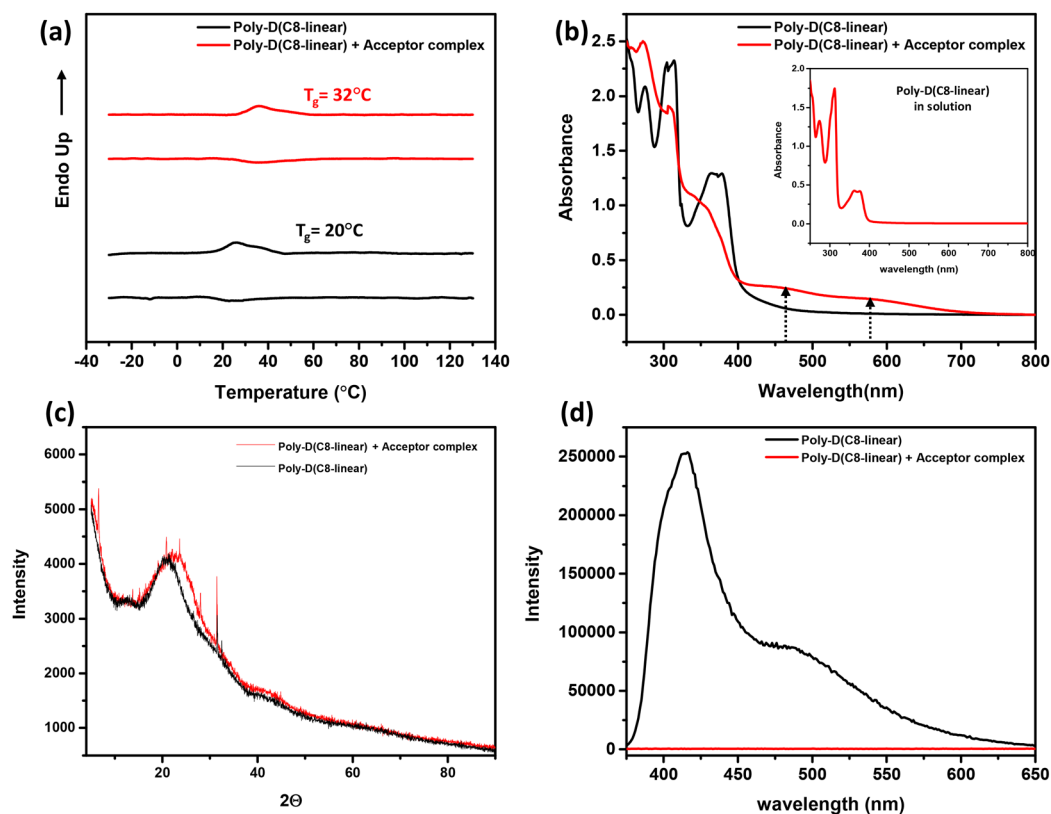 (a)
Poly-D(C8-linear)
Poly-D(C8-linear) + Acceptor complex
Endo Up
Tg= 32°C
Tg= 20°C
-40 -20 0 20 40 60 80 100 120 140
Temperature (°C)
(b)
Poly-D(C8-linear)
Poly-D(C8-linear) + Acceptor complex
Absorbance
2.5
2.0
1.5
1.0
0.5
0.0
300 400 500 600 700 800
Wavelength(nm)
Poly-D(C8-linear)
in solution
Absorbance
2.0
1.5
1.0
0.5
0.0
300 400 500 600 700 800
wavelength (nm)
(c)
Poly-D(C8-linear) + Acceptor complex
Poly-D(C8-linear)
Intensity
6000
5000
4000
3000
2000
1000
20 40 60 80
2Θ
(d)
Poly-D(C8-linear)
Poly-D(C8-linear) + Acceptor complex
Intensity
250000
200000
150000
100000
50000
0
400 450 500 550 600 650
wavelength (nm)